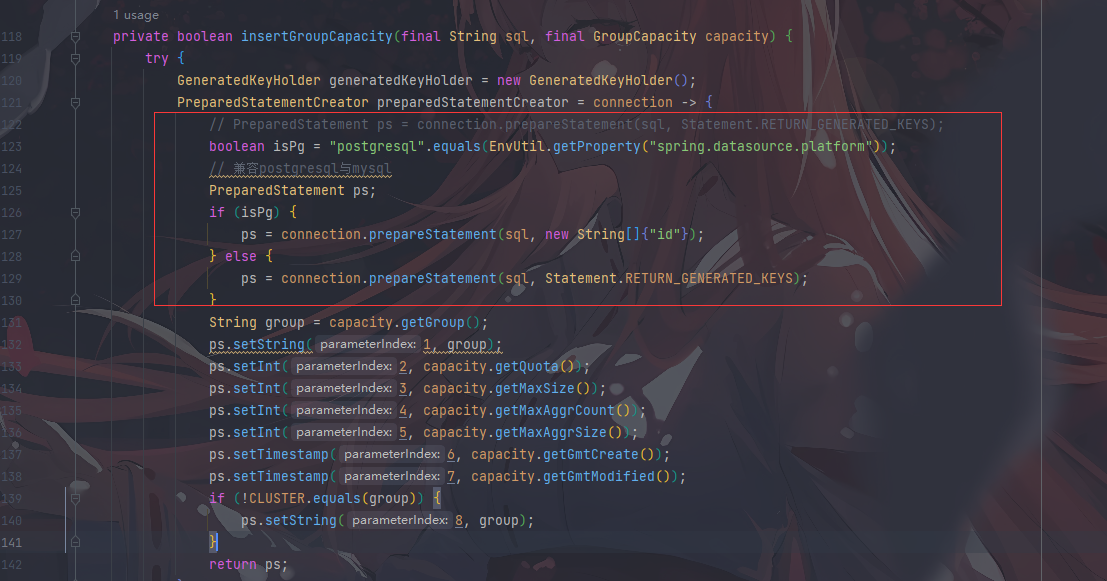 1 usage
118 private boolean insertGroupCapacity(final String sql, final GroupCapacity capacity) {
119 try {
120 GeneratedKeyHolder generatedKeyHolder = new GeneratedKeyHolder();
121 PreparedStatementCreator preparedStatementCreator = connection -> {
122 // PreparedStatement ps = connection.prepareStatement(sql, Statement.RETURN_GENERATED_KEYS);
123 boolean isPg = "postgresql".equals(EnvUtil.getProperty("spring.datasource.platform"));
124 // 兼容postgresql与mysql
125 PreparedStatement ps;
126 if (isPg) {
127 ps = connection.prepareStatement(sql, new String[]{"id"});
128 } else {
129 ps = connection.prepareStatement(sql, Statement.RETURN_GENERATED_KEYS);
130 }
131 String group = capacity.getGroup();
132 ps.setString( parameterIndex: 1, group);
133 ps.setInt( parameterIndex: 2, capacity.getQuota());
134 ps.setInt( parameterIndex: 3, capacity.getMaxSize());
135 ps.setInt( parameterIndex: 4, capacity.getMaxAggrCount());
136 ps.setInt( parameterIndex: 5, capacity.getMaxAggrSize());
137 ps.setTimestamp( parameterIndex: 6, capacity.getGmtCreate());
138 ps.setTimestamp( parameterIndex: 7, capacity.getGmtModified());
139 if (!CLUSTER.equals(group)) {
140 ps.setString( parameterIndex: 8, group);
141 }
142 return ps;